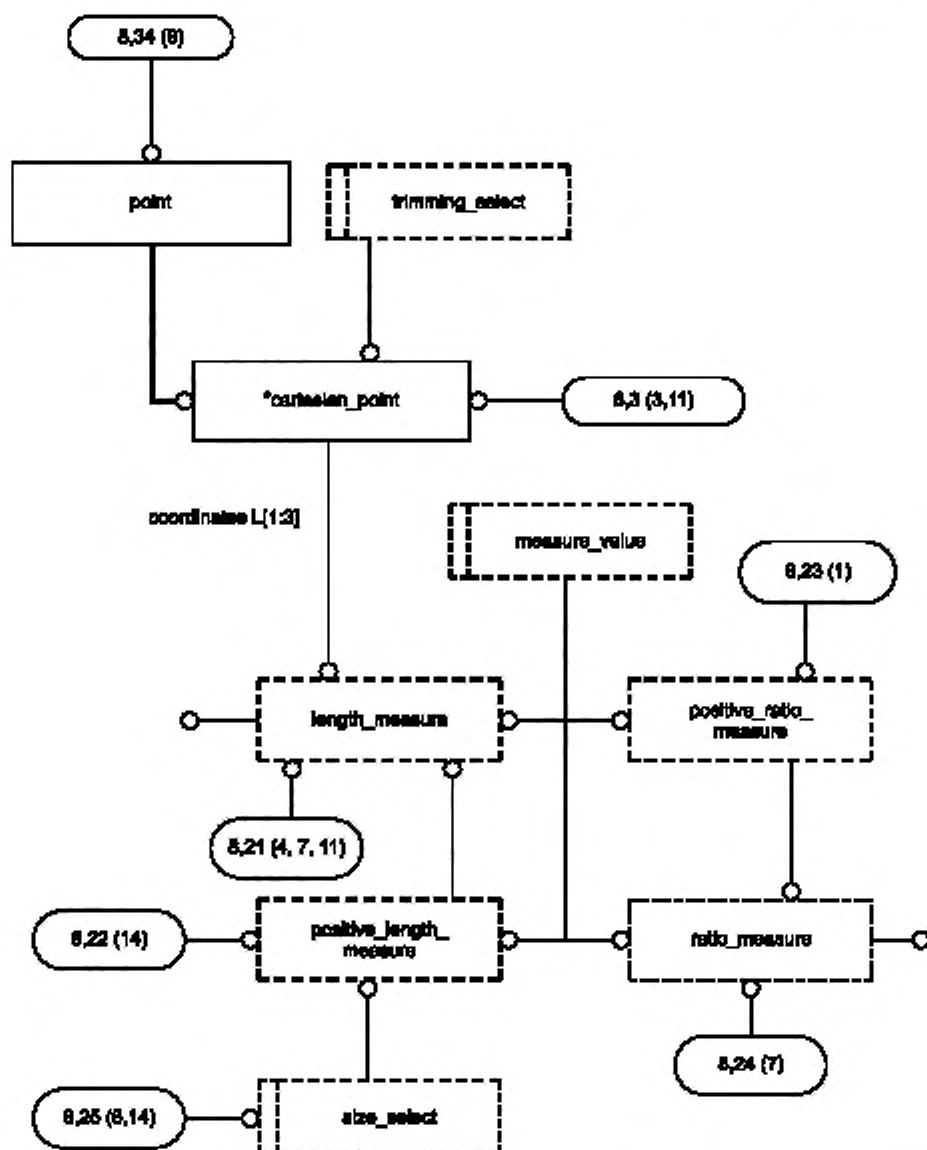 8,34 (9)
point
trimming_select
*cartesian_point
8,3 (3,11)
coordinates L[1:3]
measure_value
8,23 (1)
length_measure
positive_ratio_
measure
8,21 (4, 7, 11)
8,22 (14)
positive_length_
measure
ratio_measure
8,24 (7)
8,25 (6,14)
size_select